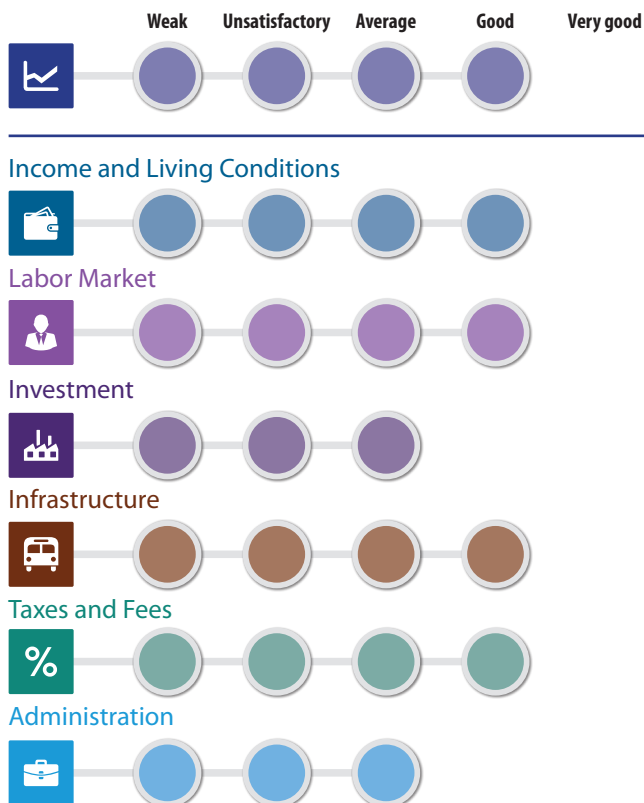 Weak Unsatisfactory Average Good Very good
Income and Living Conditions
Labor Market
Investment
Infrastructure
Taxes and Fees
%
Administration